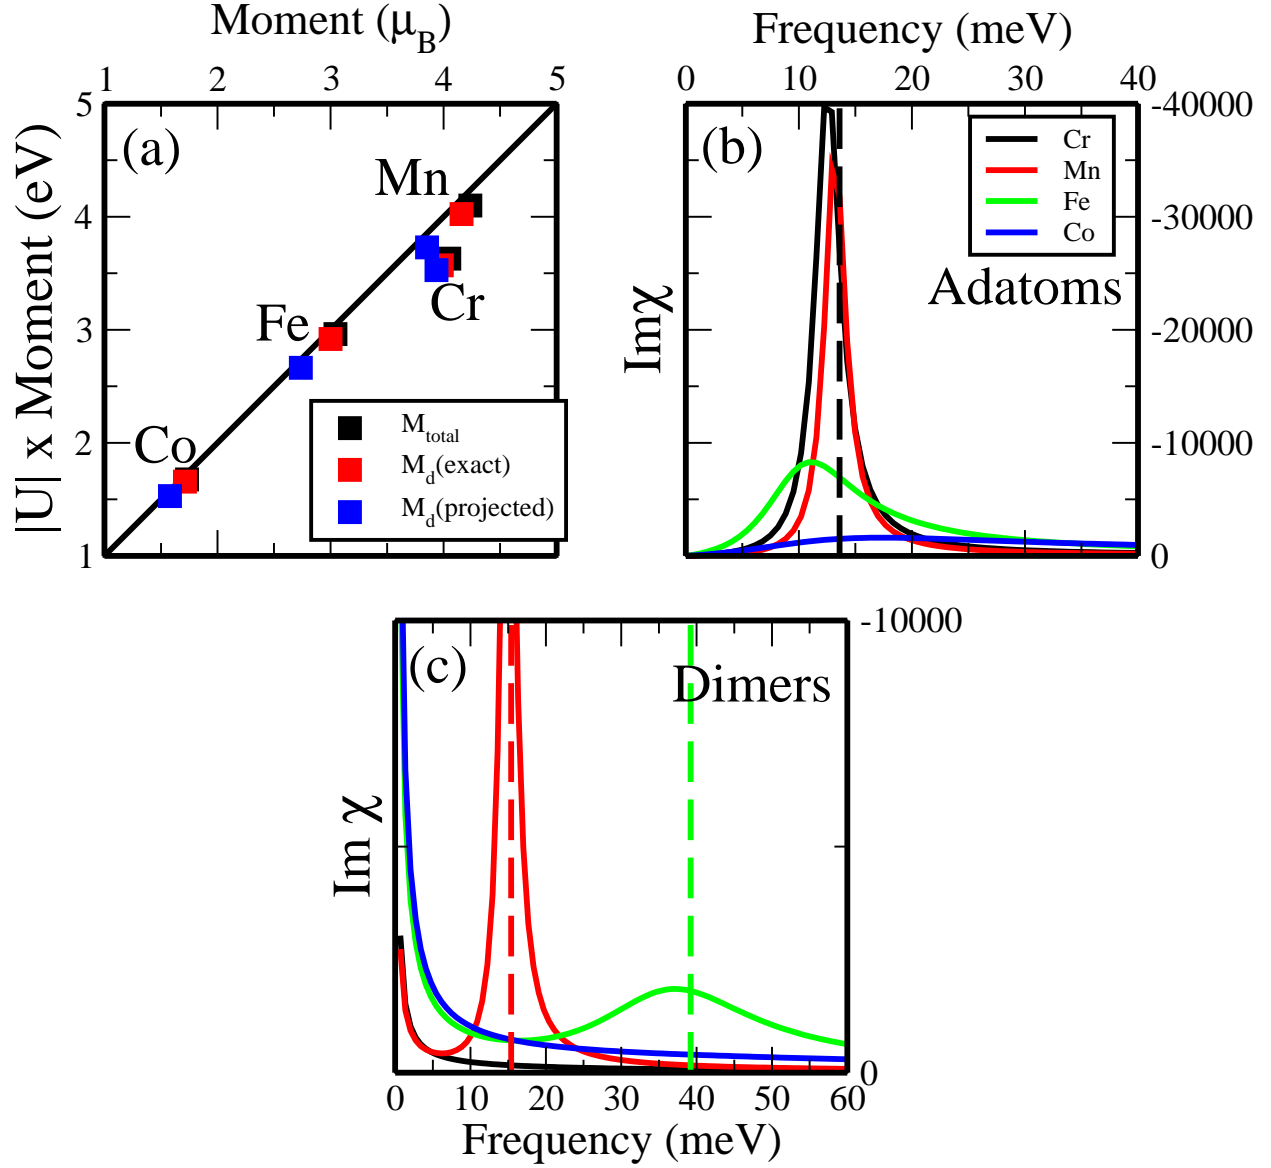 Moment (μB)
1 2 3 4 5
5
4
3
2
1
|U| x Moment (eV)
(a)
Mn
Cr
Fe
Co
Mtotal
Md(exact)
Md(projected)
Frequency (meV)
0 10 20 30 40
-40000
-30000
-20000
-10000
0
Imχ
(b)
Cr
Mn
Fe
Co
Adatoms
(c)
Dimers
-10000
0
Im χ
0 10 20 30 40 50 60
Frequency (meV)